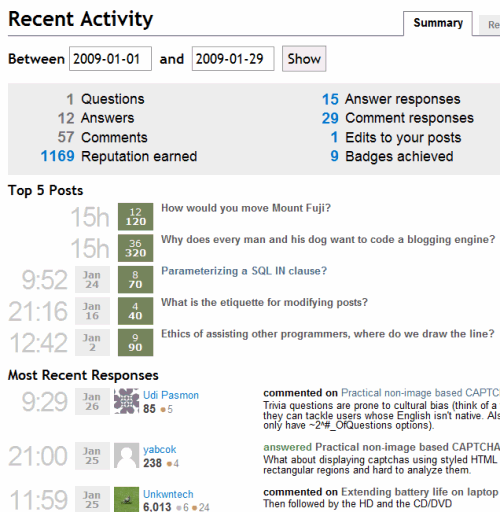 Recent Activity
Summary
Re
Between 2009-01-01 and 2009-01-29 Show
1 Questions
15 Answer responses
12 Answers
29 Comment responses
57 Comments
1 Edits to your posts
1169 Reputation earned
9 Badges achieved
Top 5 Posts
15h 12 120 How would you move Mount Fuji?
15h 36 320 Why does every man and his dog want to code a blogging engine?
9:52 Jan 24 8 70 Parameterizing a SQL IN clause?
21:16 Jan 16 4 40 What is the etiquette for modifying posts?
12:42 Jan 2 9 90 Ethics of assisting other programmers, where do we draw the line?
Most Recent Responses
9:29 Jan 26 Udi Pasmon 85 ●5
commented on Practical non-image based CAPTC
Trivia questions are prone to cultural bias (think of a
they can tackle users whose English isn't native. Als
only have ~2^#_OfQuestions options).
21:00 Jan 25 yabcok 238 ●4
answered Practical non-image based CAPTCHA
What about displaying captchas using styled HTML
rectangular regions and hard to analyze them.
11:59 Jan 25 Unkwntech 6,013 ●6 ●24
commented on Extending battery life on laptop
Then followed by the HD and the CD/DVD